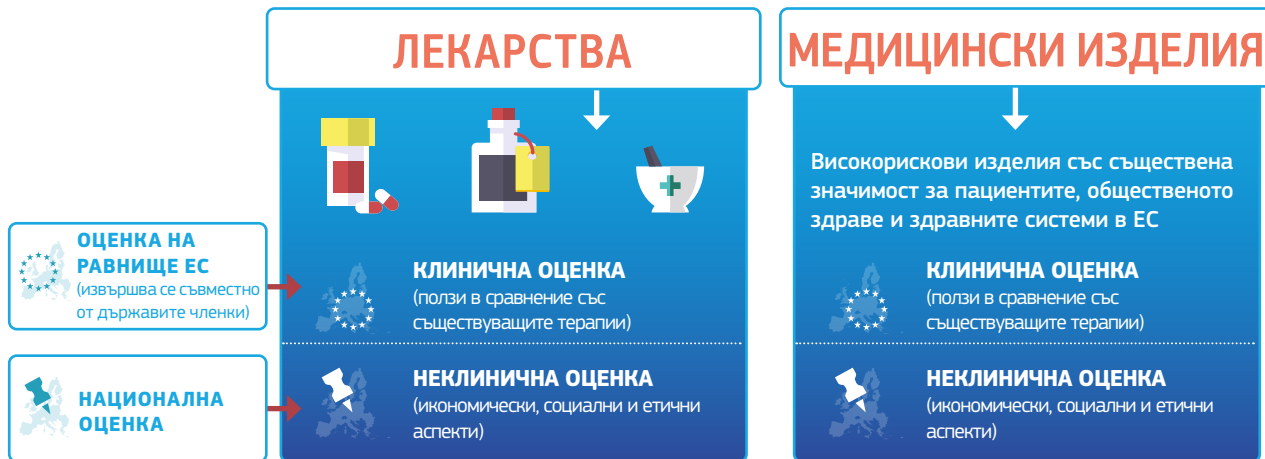 ЛЕКАРСТВА
МЕДИЦИНСКИ ИЗДЕЛИЯ
Високорискови изделия със съществена
значимост за пациентите, общественото
здраве и здравните системи в ЕС
ОЦЕНКА НА
РАВНИЩЕ ЕС
(извършва се съвместно
от държавите членки)
КЛИНИЧНА ОЦЕНКА
(ползи в сравнение със
съществуващите терапии)
КЛИНИЧНА ОЦЕНКА
(ползи в сравнение със
съществуващите терапии)
НАЦИОНАЛНА
ОЦЕНКА
НЕКЛИНИЧНА ОЦЕНКА
(икономически, социални и етични
аспекти)
НЕКЛИНИЧНА ОЦЕНКА
(икономически, социални и етични
аспекти)